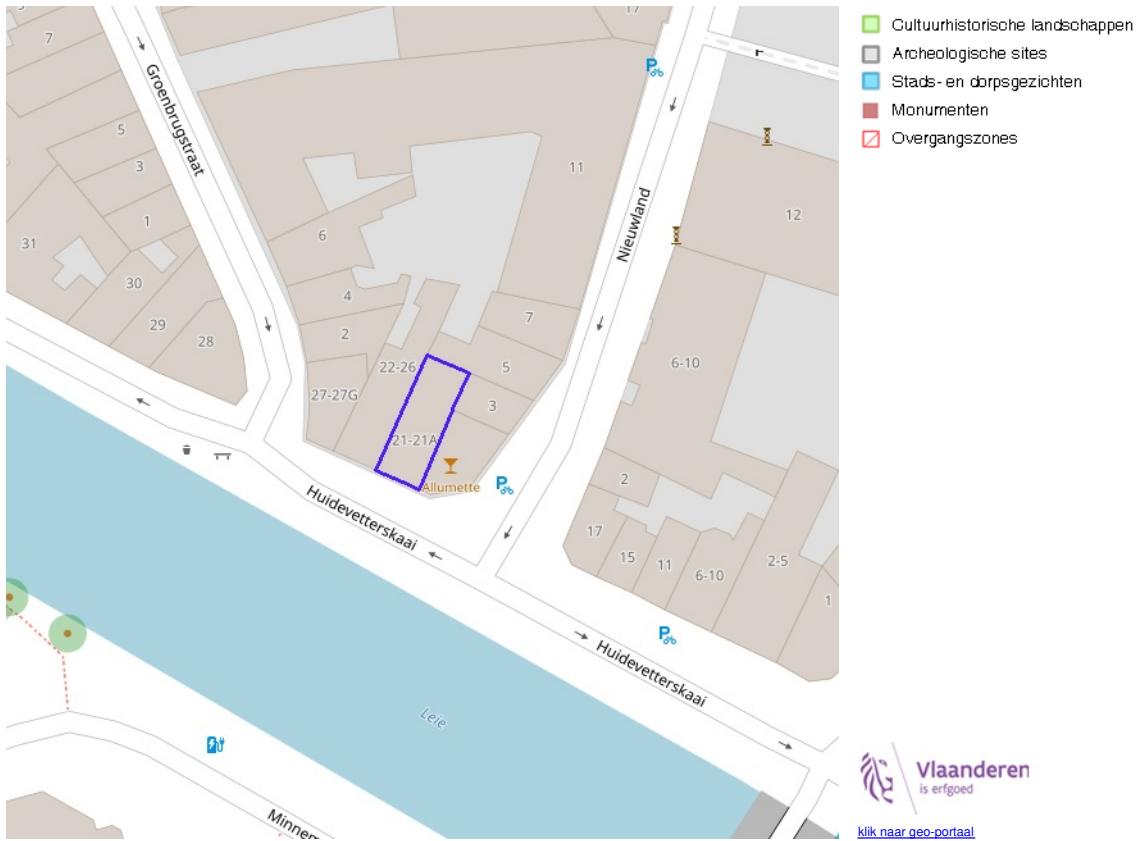 Cultuurhistorische landschappen
Archeologische sites
Stads- en dorpsgezichten
Monumenten
Overgangszones
17
7
Groenbrugstraat
P
5
3
1
11
31
30
29
28
6
4
2
Nieuwland
12
7
5
3
22-26
27-27G
21-21A
6-10
Allumette
P
Huidevetterskaai
2
17
15
11
6-10
2-5
1
P
Huidevetterskaai
Leie
Minnem
Vlaanderen
is erfgoed
klik naar geo-portaal